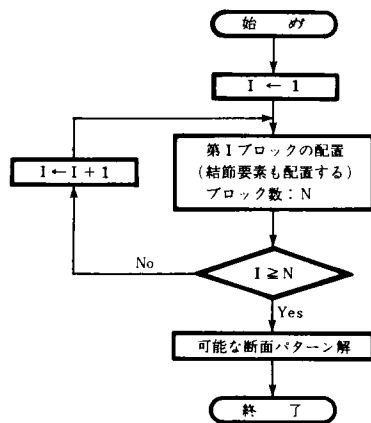 始 め
I ← 1
第Iブロックの配置
(結節要素も配置する)
ブロック数：N
I←I+1
No
I≧N
Yes
可能な断面パターン解
終 了